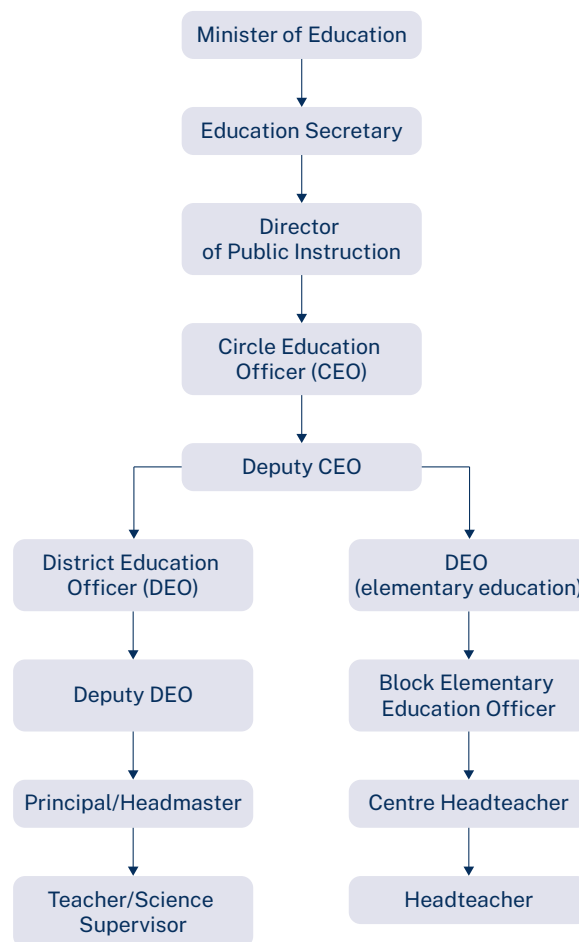 Minister of Education
Education Secretary
Director
of Public Instruction
Circle Education
Officer (CEO)
Deputy CEO
District Education
Officer (DEO)
DEO
(elementary education)
Deputy DEO
Block Elementary
Education Officer
Principal/Headmaster
Centre Headteacher
Teacher/Science
Supervisor
Headteacher